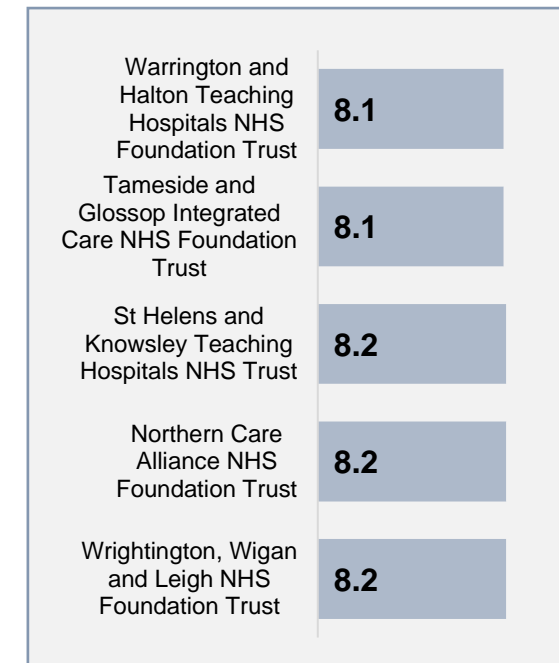 Warrington and
Halton Teaching
Hospitals NHS
Foundation Trust
8.1
Tameside and
Glossop Integrated
Care NHS Foundation
Trust
8.1
St Helens and
Knowsley Teaching
Hospitals NHS Trust
8.2
Northern Care
Alliance NHS
Foundation Trust
8.2
Wrightington, Wigan
and Leigh NHS
Foundation Trust
8.2